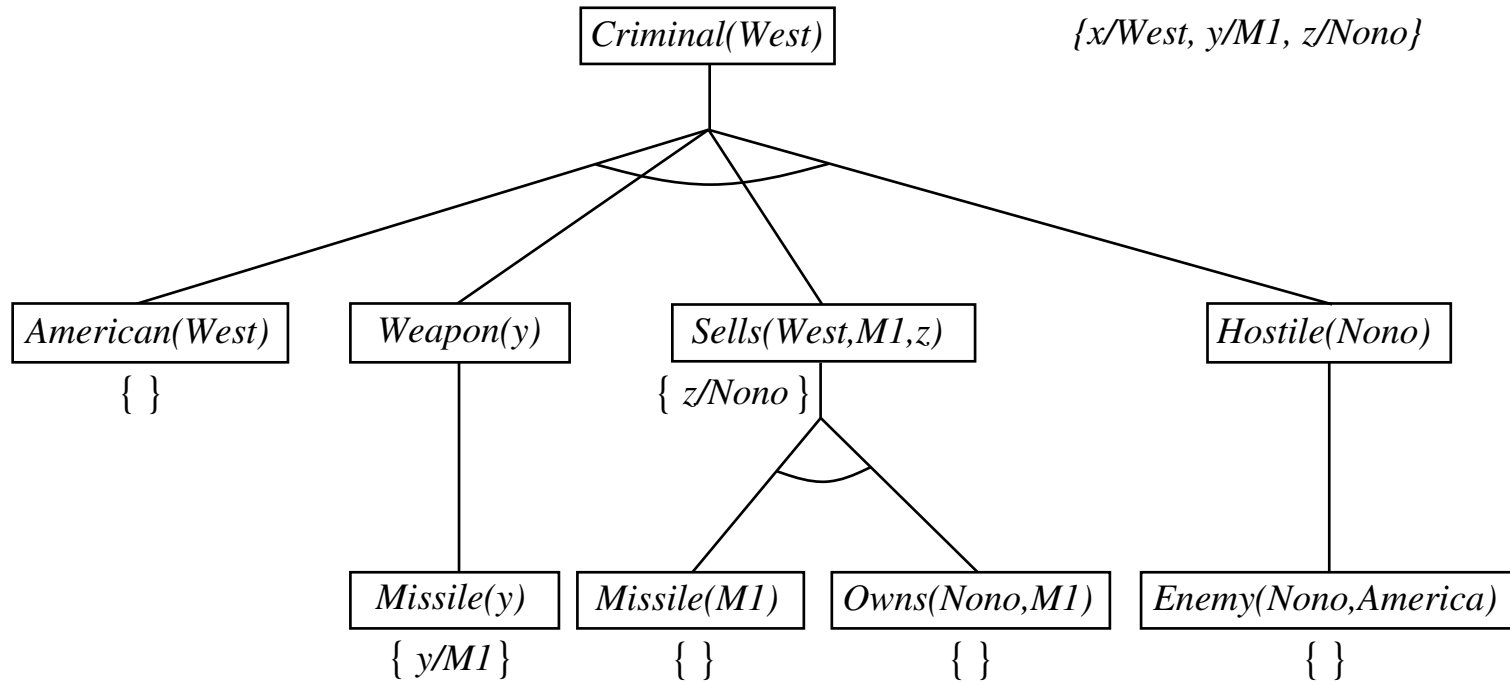 Criminal(West)
{x/West, y/M1, z/Nono}
American(West)
Weapon(y)
Sells(West,M1,z)
Hostile(Nono)
{ }
{ z/Nono }
Missile(y)
Missile(M1)
Owns(Nono,M1)
Enemy(Nono,America)
{ y/M1 }
{ }
{ }
{ }